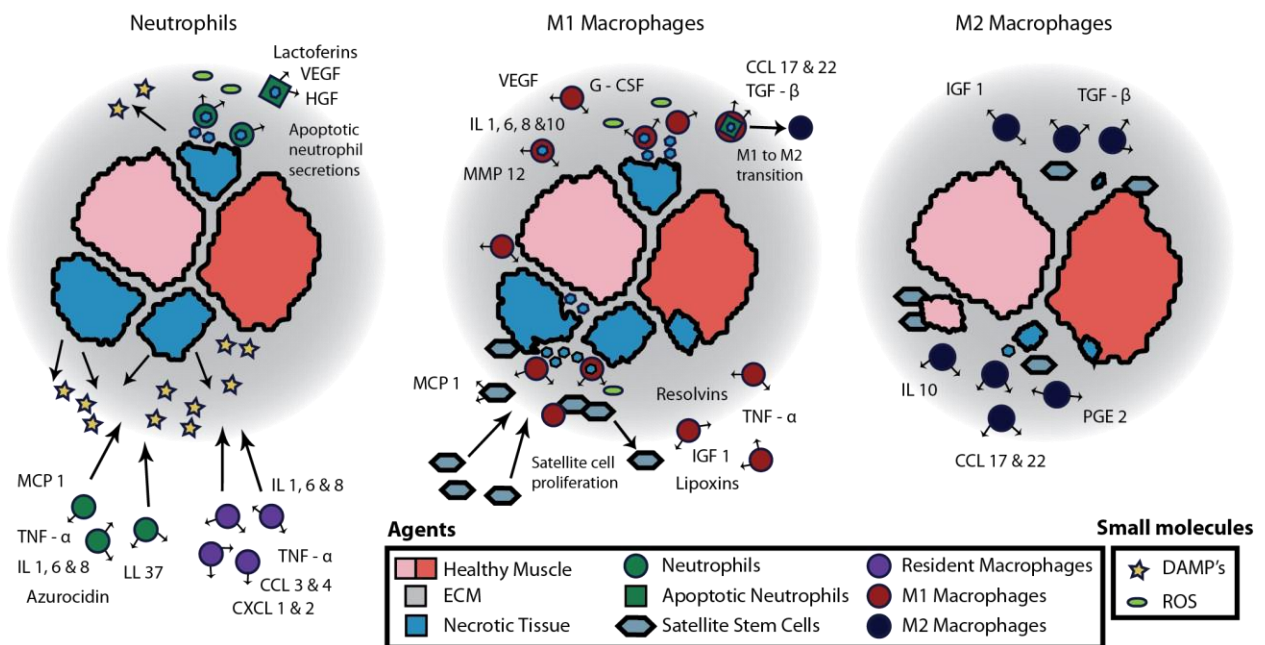 Neutrophils
Lactoferins
VEGF
HGF
Apoptotic
neutrophil
secretions
MCP 1
TNF - α
IL 1, 6 & 8
Azurocidin
LL 37
IL 1, 6 & 8
TNF - α
CCL 3 & 4
CXCL 1 & 2
M1 Macrophages
VEGF
G - CSF
IL 1, 6, 8 &10
MMP 12
CCL 17 & 22
TGF - β
M1 to M2
transition
MCP 1
Satellite cell
proliferation
Resolvins
TNF - α
IGF 1
Lipoxins
M2 Macrophages
IGF 1
TGF - β
IL 10
PGE 2
CCL 17 & 22
Agents
Healthy Muscle
ECM
Necrotic Tissue
Neutrophils
Apoptotic Neutrophils
Satellite Stem Cells
Resident Macrophages
M1 Macrophages
M2 Macrophages
Small molecules
DAMP's
ROS